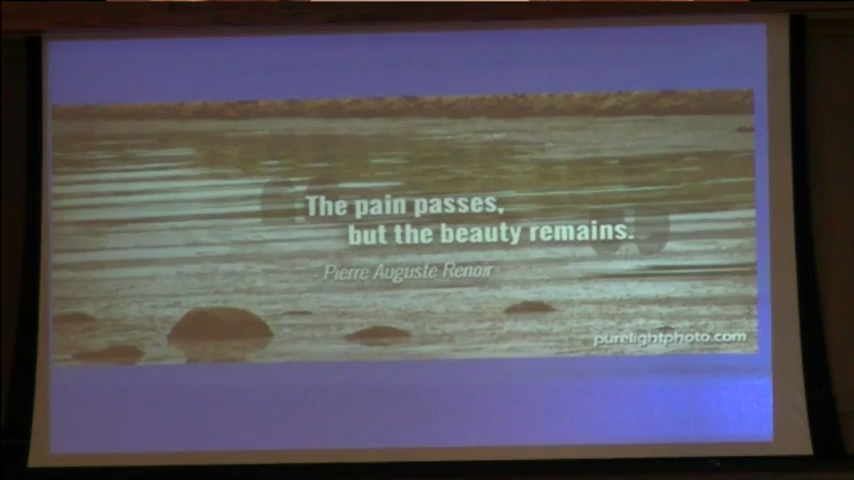 The pain passes,
but the beauty remains.
Pierre Auguste Renoir
purelightphoto.com